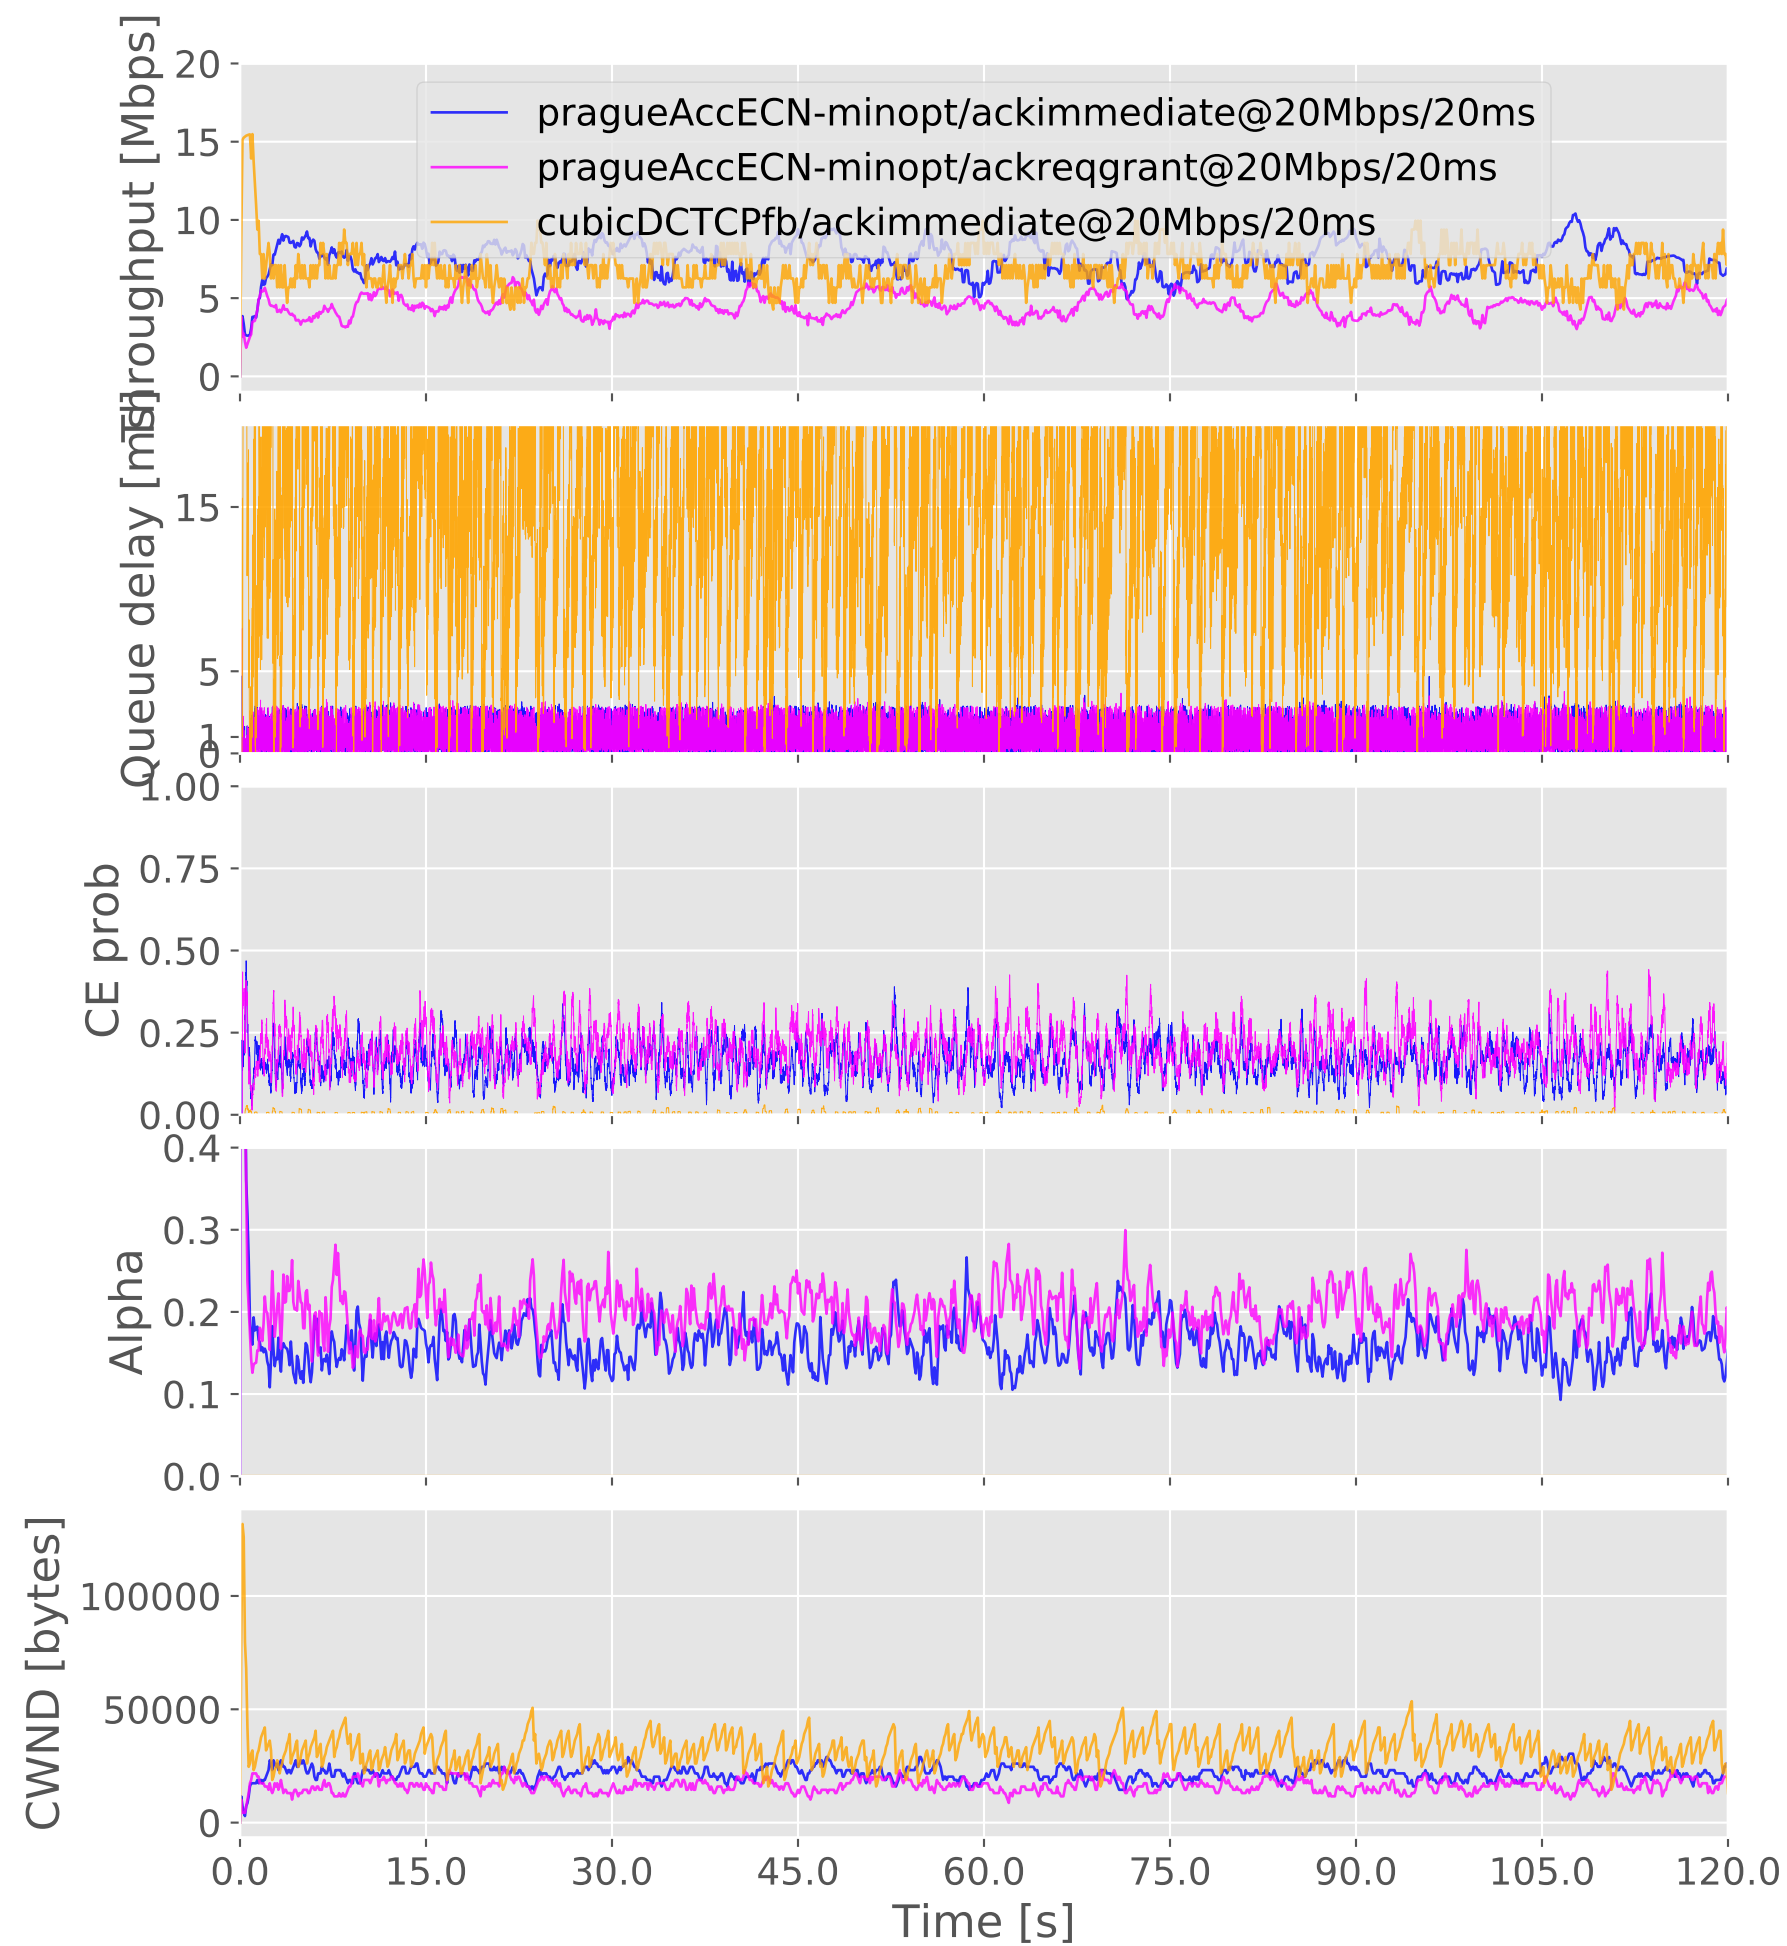 Throughput [Mbps]
20
15
10
5
0
pragueAccECN-minopt/ackimmediate@20Mbps/20ms
pragueAccECN-minopt/ackreqgrant@20Mbps/20ms
cubicDCTCPfb/ackimmediate@20Mbps/20ms
Queue delay [ms]
15
5
1
0
CE prob
1.00
0.75
0.50
0.25
0.00
Alpha
0.4
0.3
0.2
0.1
0.0
CWND [bytes]
100000
50000
0
0.0 15.0 30.0 45.0 60.0 75.0 90.0 105.0 120.0
Time [s]